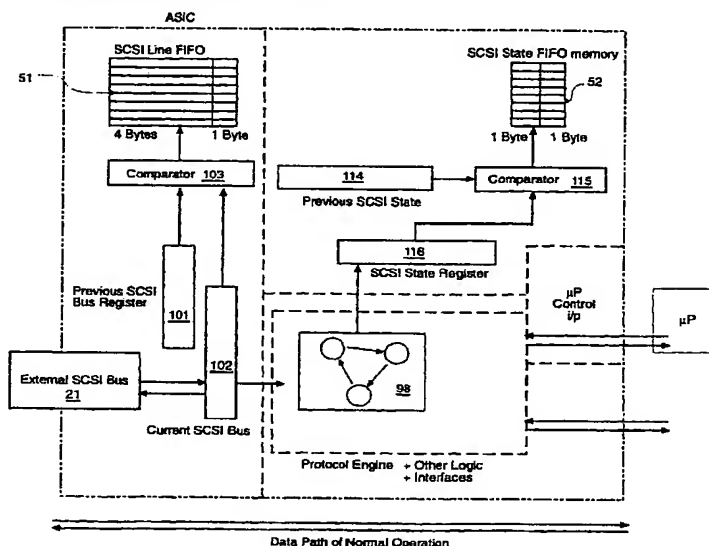 ASIC
SCSI Line FIFO
SCSI State FIFO memory
51
52
4 Bytes
1 Byte
1 Byte
1 Byte
Comparator 103
114
Comparator 115
Previous SCSI State
116
SCSI State Register
Previous SCSI
Bus Register
101
102
µP
Control
i/p
µP
External SCSI Bus
21
98
Current SCSI Bus
Protocol Engine + Other Logic
+ Interfaces
Data Path of Normal Operation